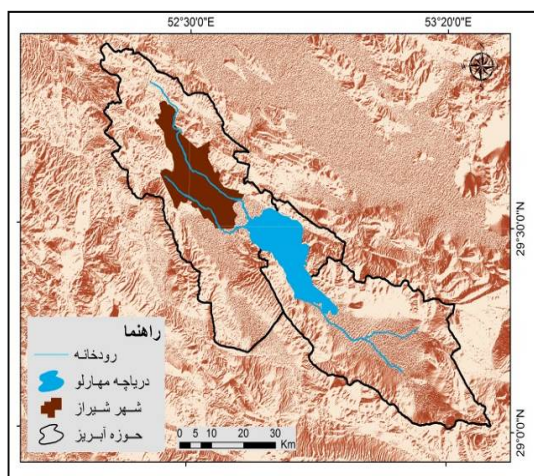 52°30'0"E
53°20'0"E
29°30'0"N
29°0'0"N
راهنما
رودخانه
دریاچه مهارلو
شهر شیراز
حوزه آبریز
0 5 10 20 30
Km